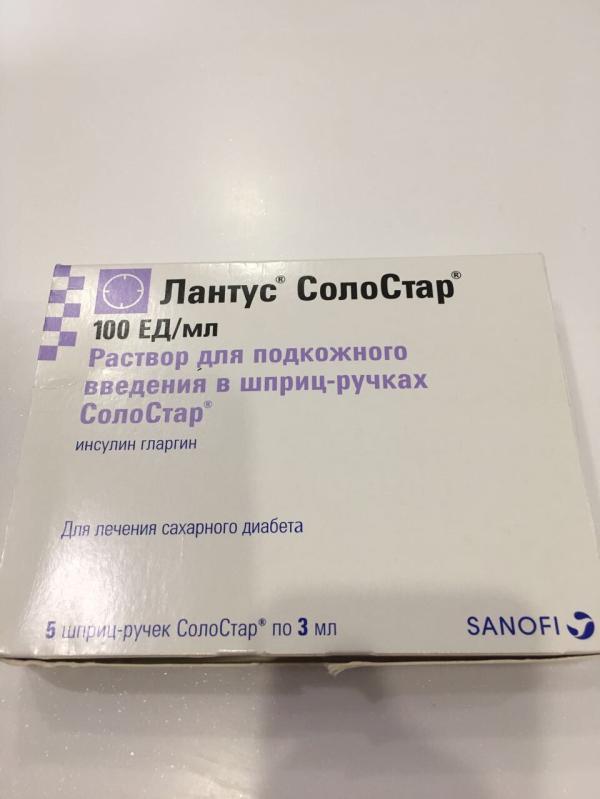 Лантус® СолоСтар®
100 ЕД/мл
Раствор для подкожного
введения в шприц-ручках
СолоСтар®
инсулин гларгин
Для лечения сахарного диабета
5 шприц-ручек СолоСтар® по 3 мл
SANOFI